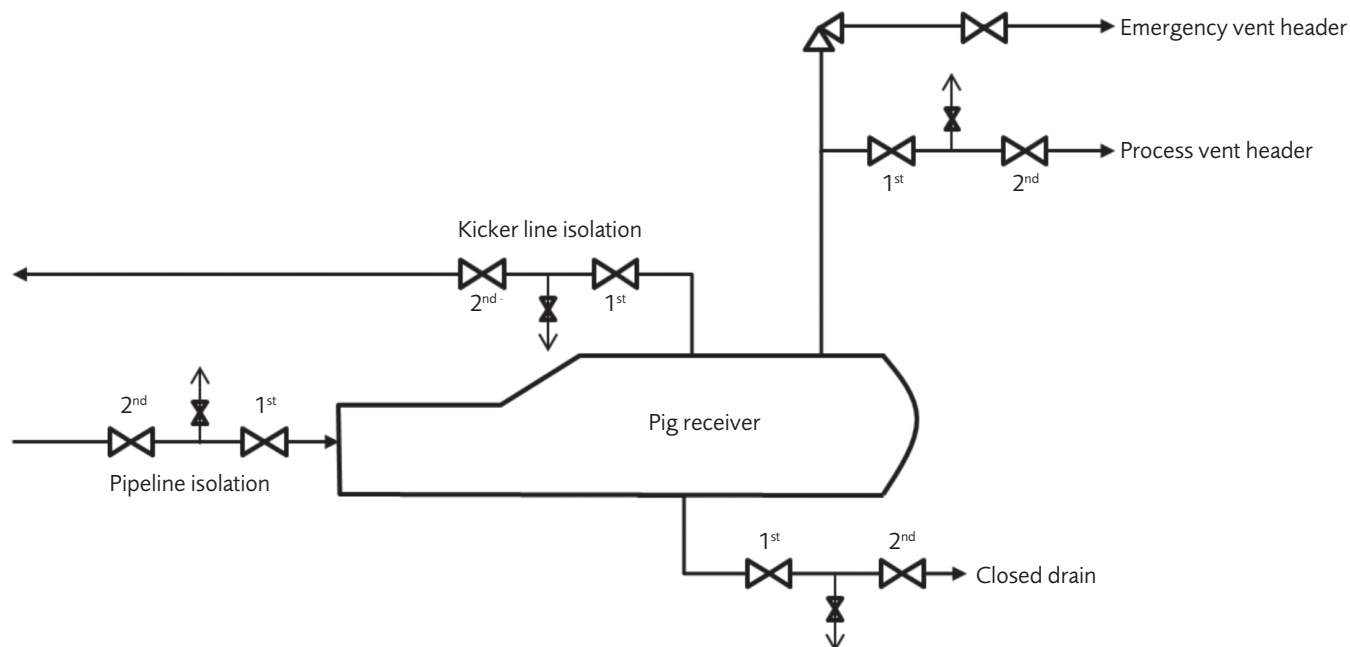 Emergency vent header
Process vent header
1st 2nd
Kicker line isolation
2nd 1st
2nd 1st
Pig receiver
Pipeline isolation
1st 2nd
Closed drain